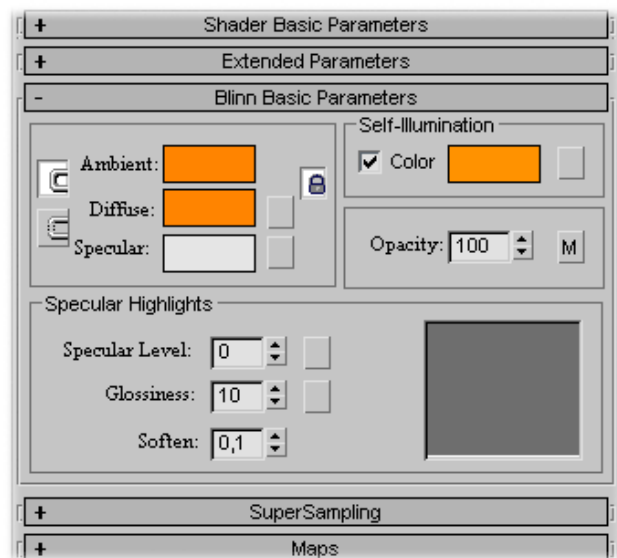 + Shader Basic Parameters
+ Extended Parameters
- Blinn Basic Parameters
Self-Illumination
Ambient:
Color
Diffuse:
Specular:
Opacity: 100 M
Specular Highlights
Specular Level: 0
Glossiness: 10
Soften: 0,1
+ SuperSampling
+ Maps